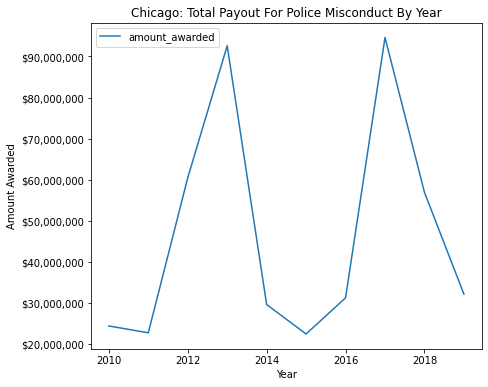 Chicago: Total Payout For Police Misconduct By Year
amount_awarded
$90,000,000
$80,000,000
$70,000,000
$60,000,000
$50,000,000
$40,000,000
$30,000,000
$20,000,000
Amount Awarded
2010 2012 2014 2016 2018
Year